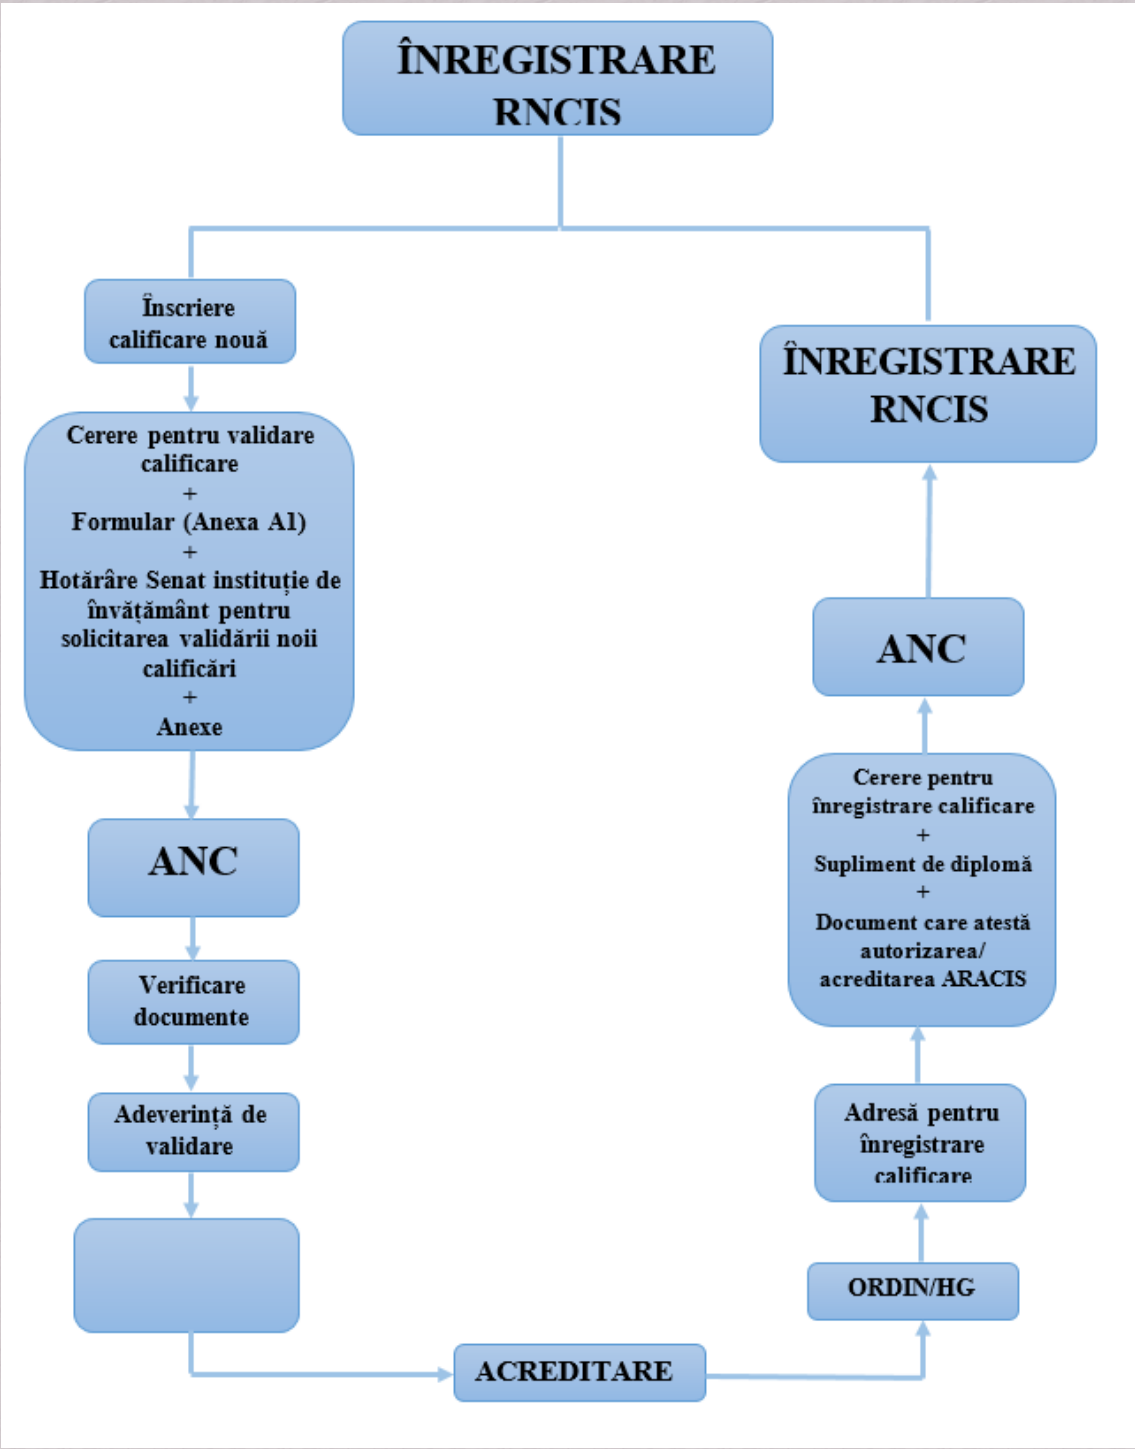 ÎNREGISTRARE
RNCIS
Înscriere
calificare nouă
Cerere pentru validare
calificare
+
Formular (Anexa A1)
+
Hotărâre Senat instituție de
învățământ pentru
solicitarea validării noii
calificări
+
Anexe
ANC
Verificare
documente
Adeverință de
validare
ACREDITARE
ORDIN/HG
Adresă pentru
înregistrare
calificare
Cerere pentru
înregistrare calificare
+
Supliment de diplomă
+
Document care atestă
autorizarea/
acreditarea ARACIS
ANC
ÎNREGISTRARE
RNCIS